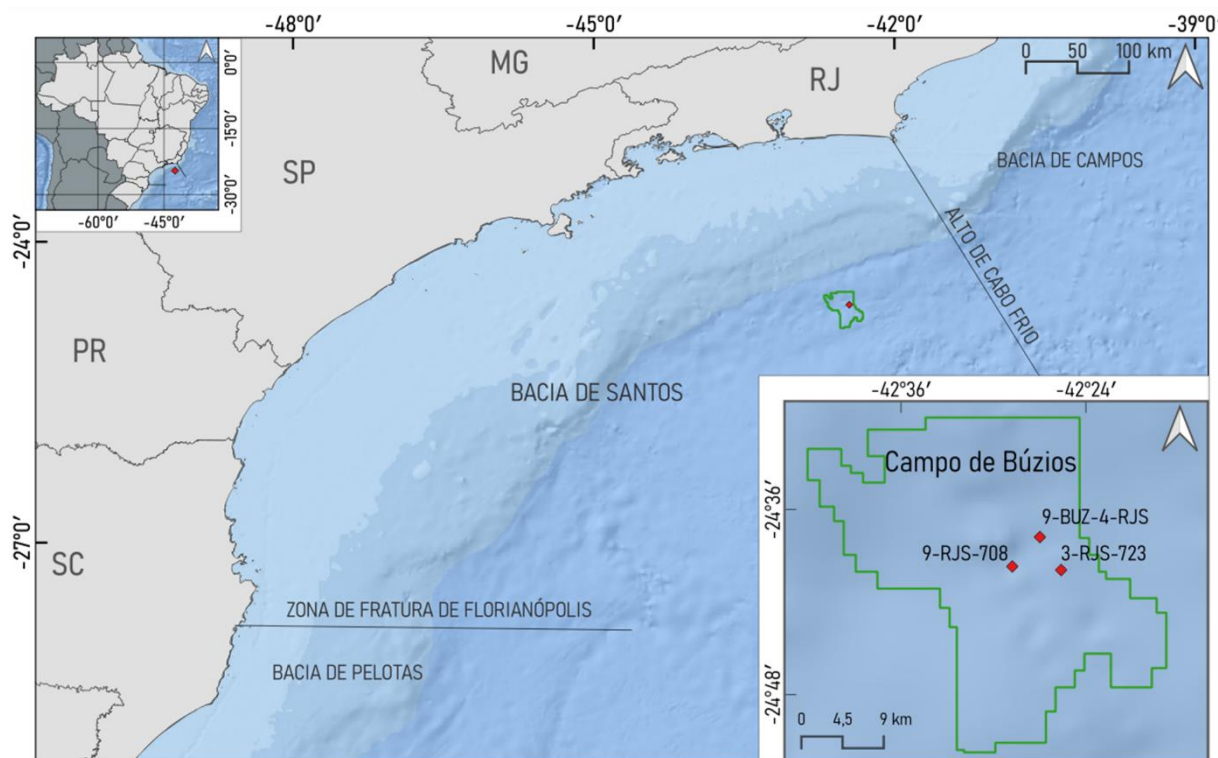 -48°0′
-45°0′
-42°0′
-39°0′
0°0′
-15°0′
-30°0′
-60°0′
-45°0′
MG
RJ
0
50
100 km
SP
BACIA DE CAMPOS
-24°0′
ALTO DE CABO FRIO
PR
BACIA DE SANTOS
-27°0′
SC
ZONA DE FRATURA DE FLORIANÓPOLIS
BACIA DE PELOTAS
-42°36′
-42°24′
Campo de Búzios
-24°36′
9-BUZ-4-RJS
9-RJS-708
3-RJS-723
-24°48′
0
4,5
9 km